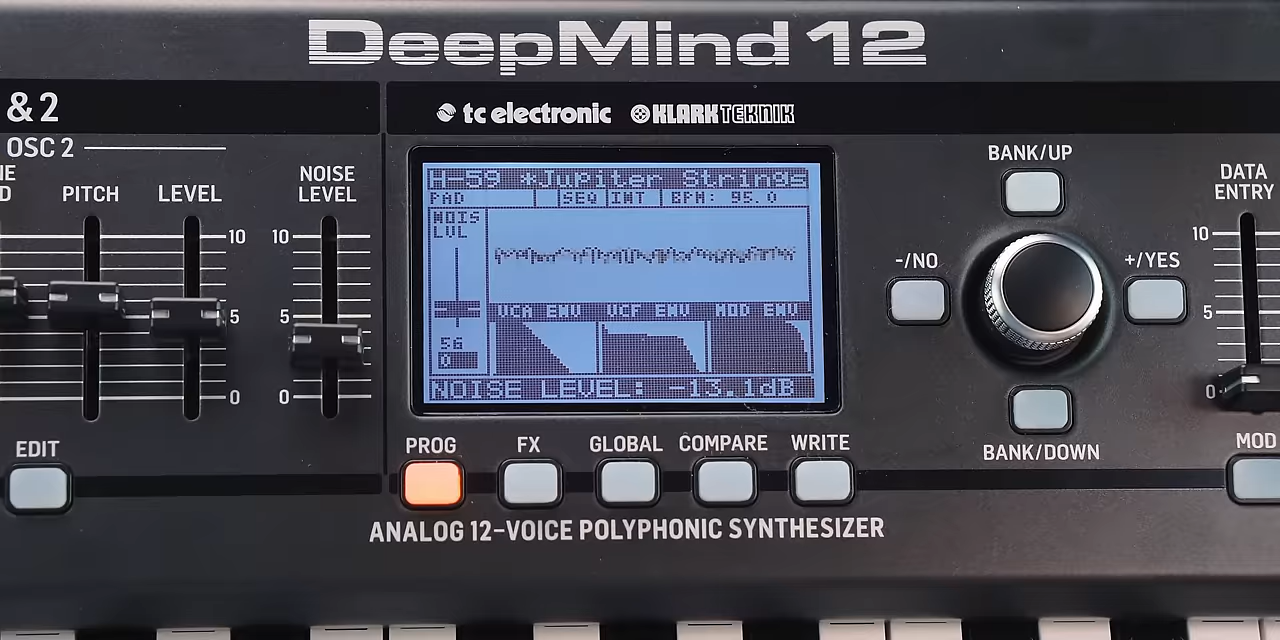 DeepMind 12
& 2
tc electronic KLARK TEKNIK
OSC 2
PITCH LEVEL
NOISE
LEVEL
10 10
5 5
0 0
H-59 *Jupiter Strings
PAD SEQ INT BPM: 95.0
NOIS
LVL
VCA ENV VCF ENV MOD ENV
56
0
NOISE LEVEL: -13.1dB
BANK/UP
-/NO
+/YES
BANK/DOWN
DATA
ENTRY
10
5
0
EDIT
PROG FX GLOBAL COMPARE WRITE
MOD
ANALOG 12-VOICE POLYPHONIC SYNTHESIZER